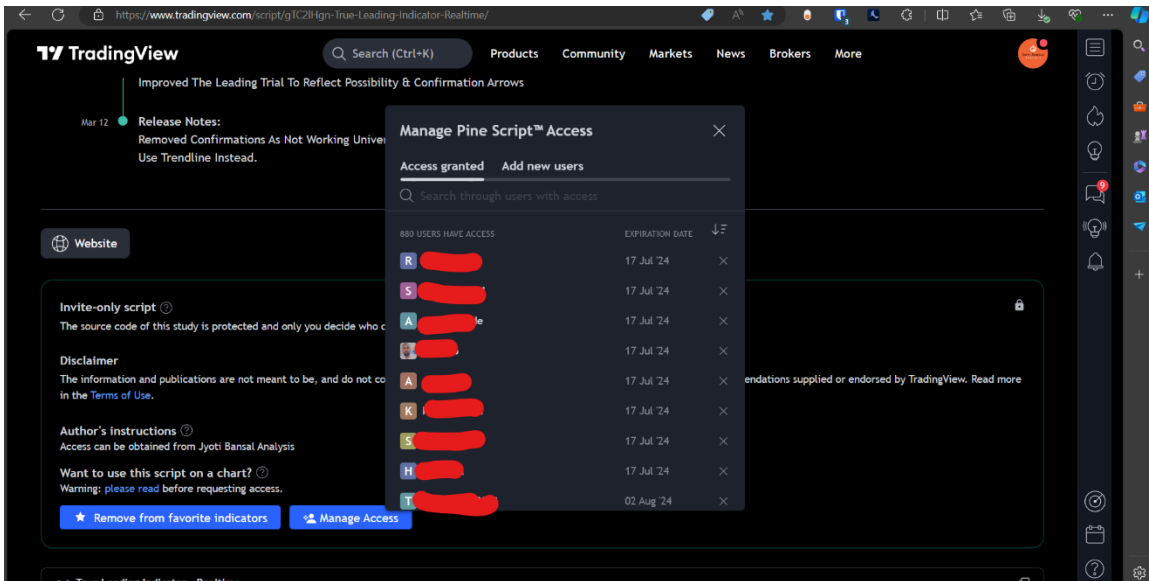 https://www.tradingview.com/script/gTC2lHgn-True-Leading-Indicator-Realtime/
TradingView
Search (Ctrl+K)
Products
Community
Markets
News
Brokers
More
Improved The Leading Trial To Reflect Possibility & Confirmation Arrows
Mar 12
Release Notes:
Removed Confirmations As Not Working Univer
Use Trendline Instead.
Website
Invite-only script
The source code of this study is protected and only you decide who c
Disclaimer
The information and publications are not meant to be, and do not co
endations supplied or endorsed by TradingView. Read more
in the Terms of Use.
Author's instructions
Access can be obtained from Jyoti Bansal Analysis
Want to use this script on a chart?
Warning: please read before requesting access.
Remove from favorite indicators
Manage Access
Manage Pine Script™ Access
Access granted
Add new users
Search through users with access
880 USERS HAVE ACCESS
EXPIRATION DATE
R 17 Jul '24
S 17 Jul '24
A le 17 Jul '24
17 Jul '24
A 17 Jul '24
K 17 Jul '24
S 17 Jul '24
H 17 Jul '24
T 02 Aug '24
9
3